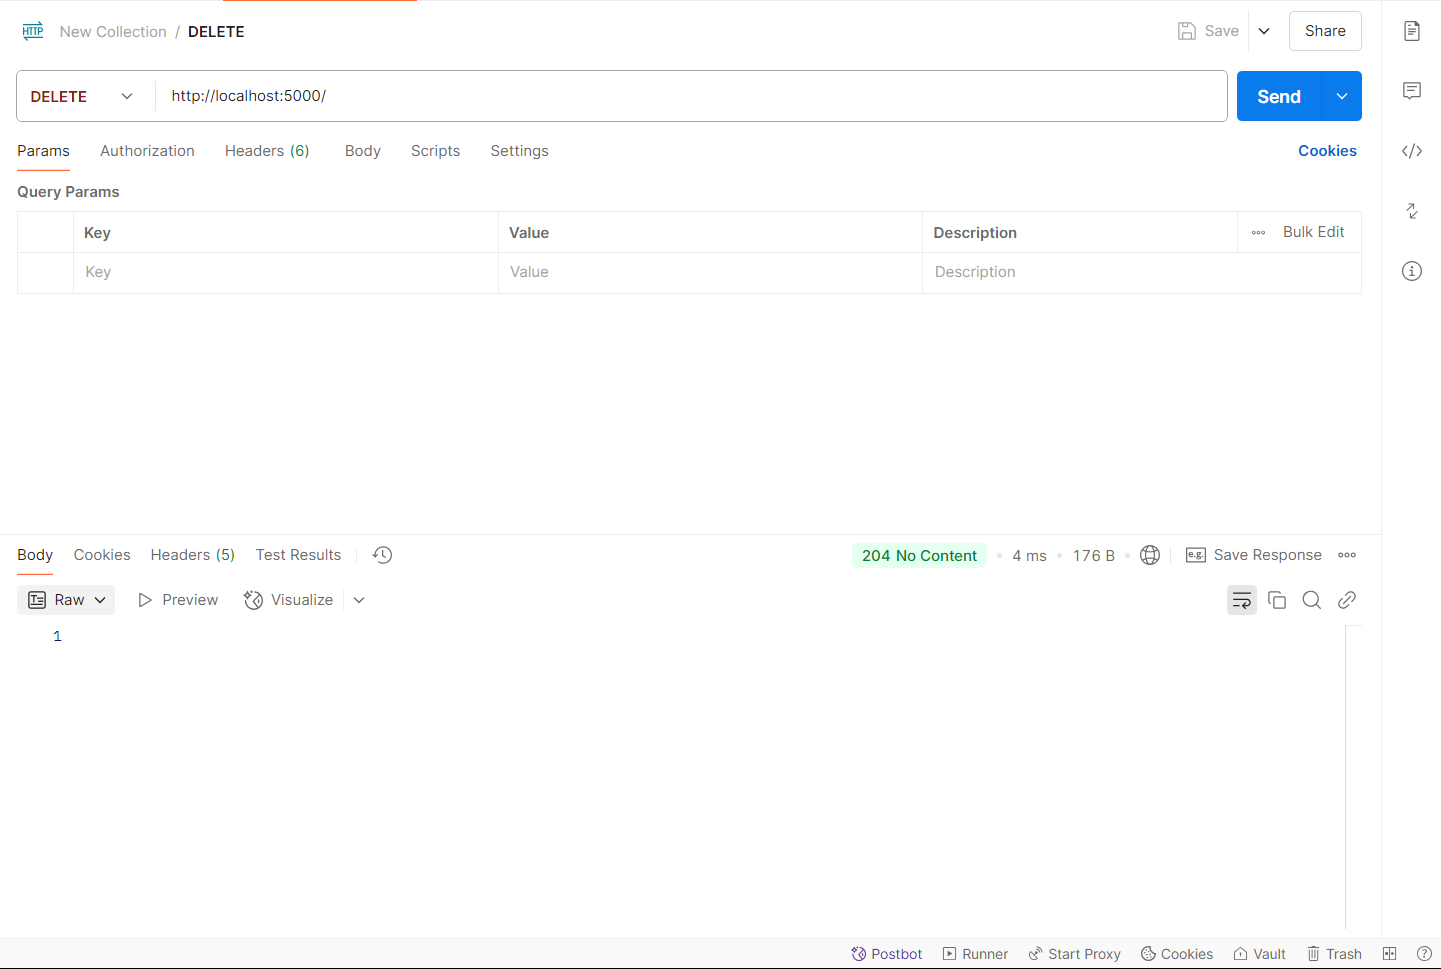 HTTP New Collection / DELETE Save Share
DELETE http://localhost:5000/ Send
Params Authorization Headers (6) Body Scripts Settings Cookies
Query Params
Key Value Description Bulk Edit
Key Value Description
Body Cookies Headers (5) Test Results 204 No Content 4 ms 176 B e.g. Save Response
Raw Preview Visualize
1
Postbot Runner Start Proxy Cookies Vault Trash